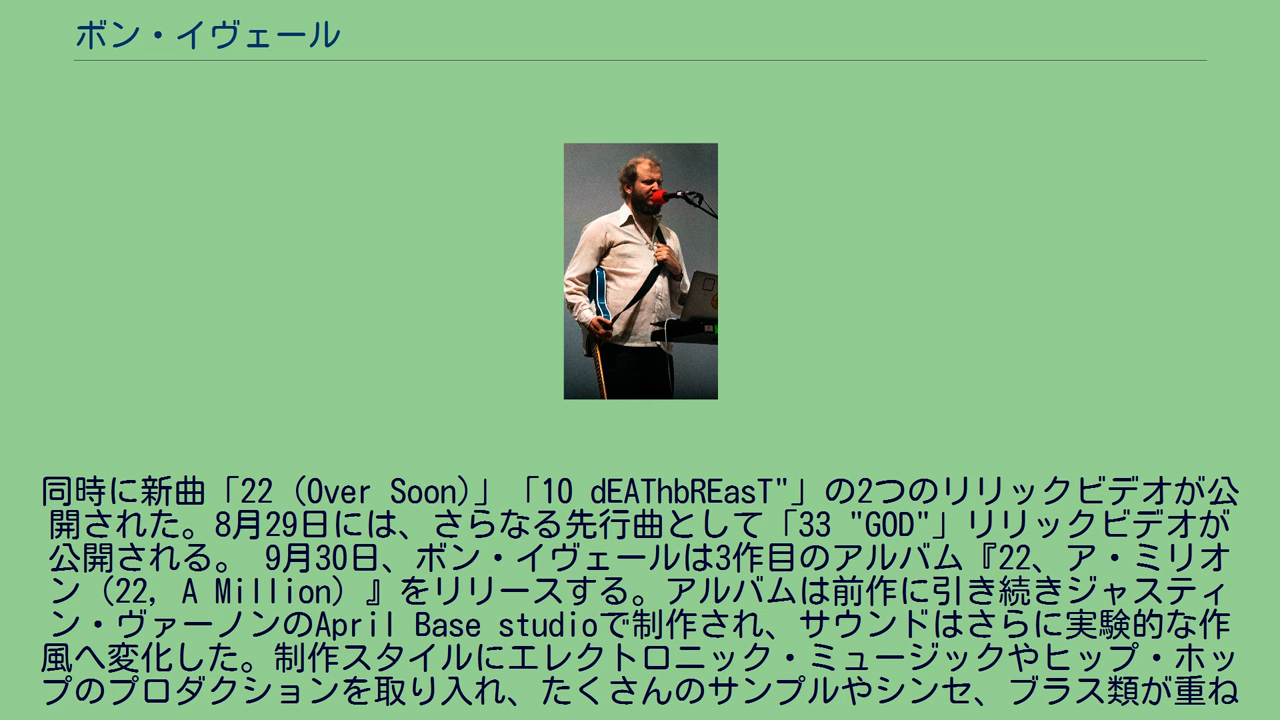 ボン・イヴェール
同時に新曲「22 (Over Soon)」「10 dEAThbREasT"」の2つのリリックビデオが公
開された。8月29日には、さらなる先行曲として「33 "GOD"」リリックビデオが
公開される。 9月30日、ボン・イヴェールは3作目のアルバム『22、ア・ミリオ
ン（22, A Million）』をリリースする。アルバムは前作に引き続きジャスティ
ン・ヴァーノンのApril Base studioで制作され、サウンドはさらに実験的な作
風へ変化した。制作スタイルにエレクトロニック・ミュージックやヒップ・ホッ
プのプロダクションを取り入れ、たくさんのサンプルやシンセ、ブラス類が重ね